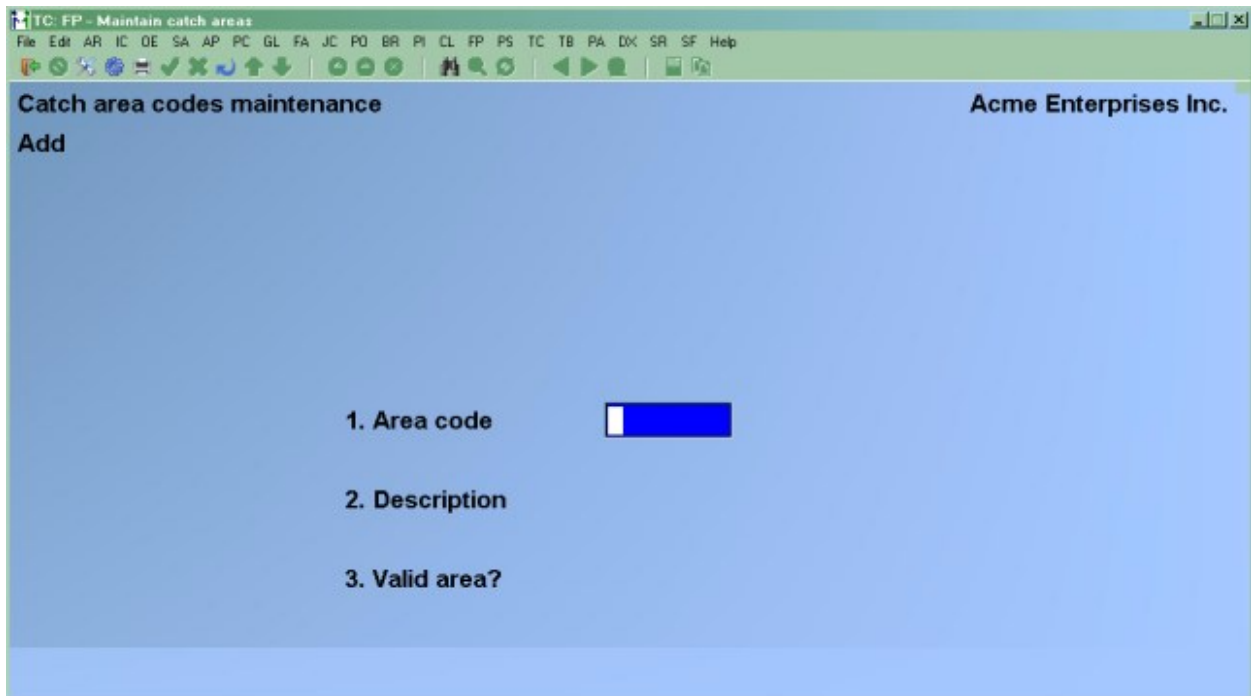 TC: FP - Maintain catch areas
File Edit AR IC OE SA AP PC GL FA JC PO BR PI CL FP PS TC TB PA DX SR SF Help
Catch area codes maintenance Acme Enterprises Inc.
Add
1. Area code
2. Description
3. Valid area?